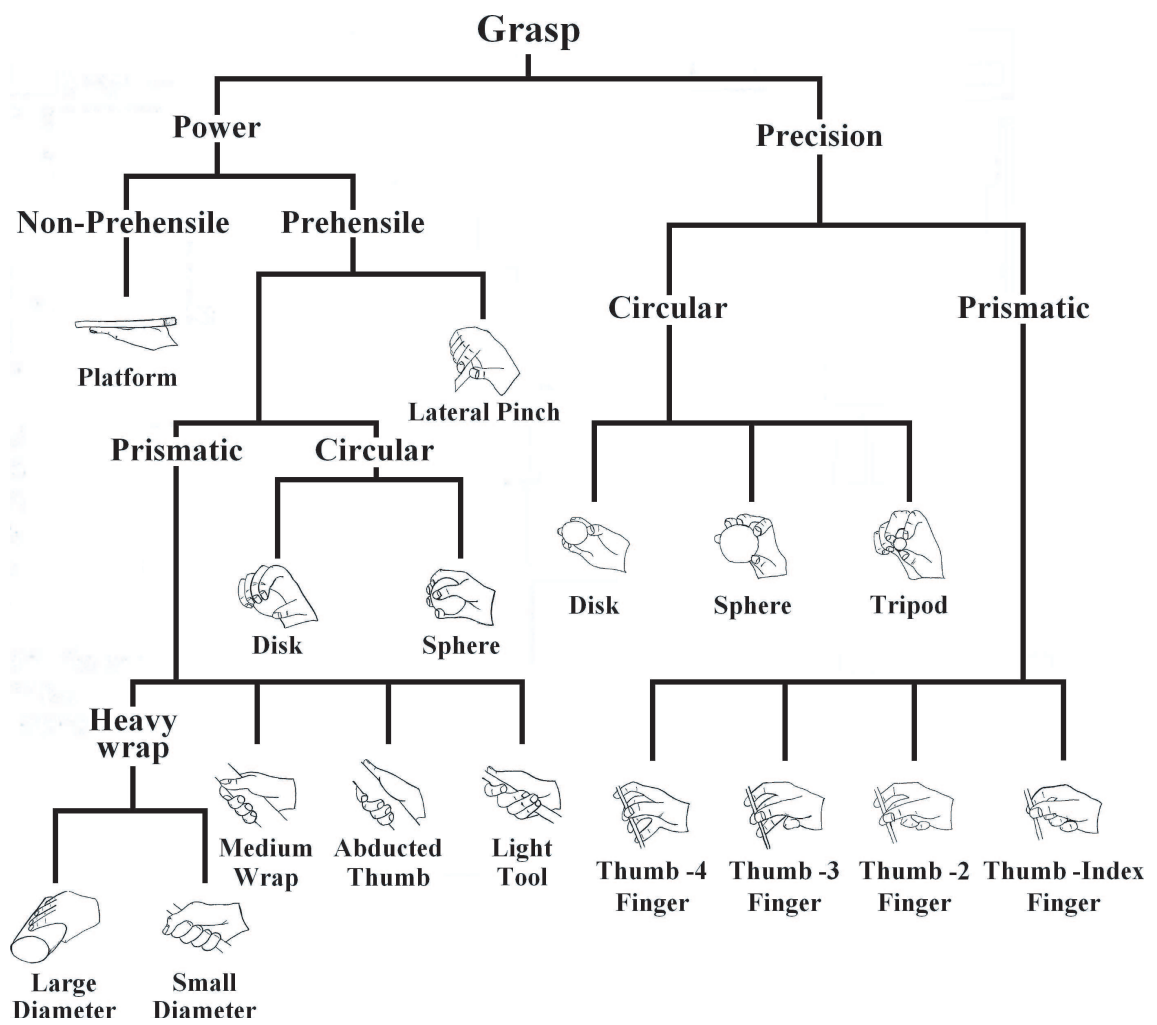 Grasp
Power
Precision
Non-Prehensile
Prehensile
Circular
Prismatic
Platform
Lateral Pinch
Prismatic
Circular
Disk
Sphere
Tripod
Disk
Sphere
Heavy
wrap
Medium
Wrap
Abducted
Thumb
Light
Tool
Thumb -4
Finger
Thumb -3
Finger
Thumb -2
Finger
Thumb -Index
Finger
Large
Diameter
Small
Diameter